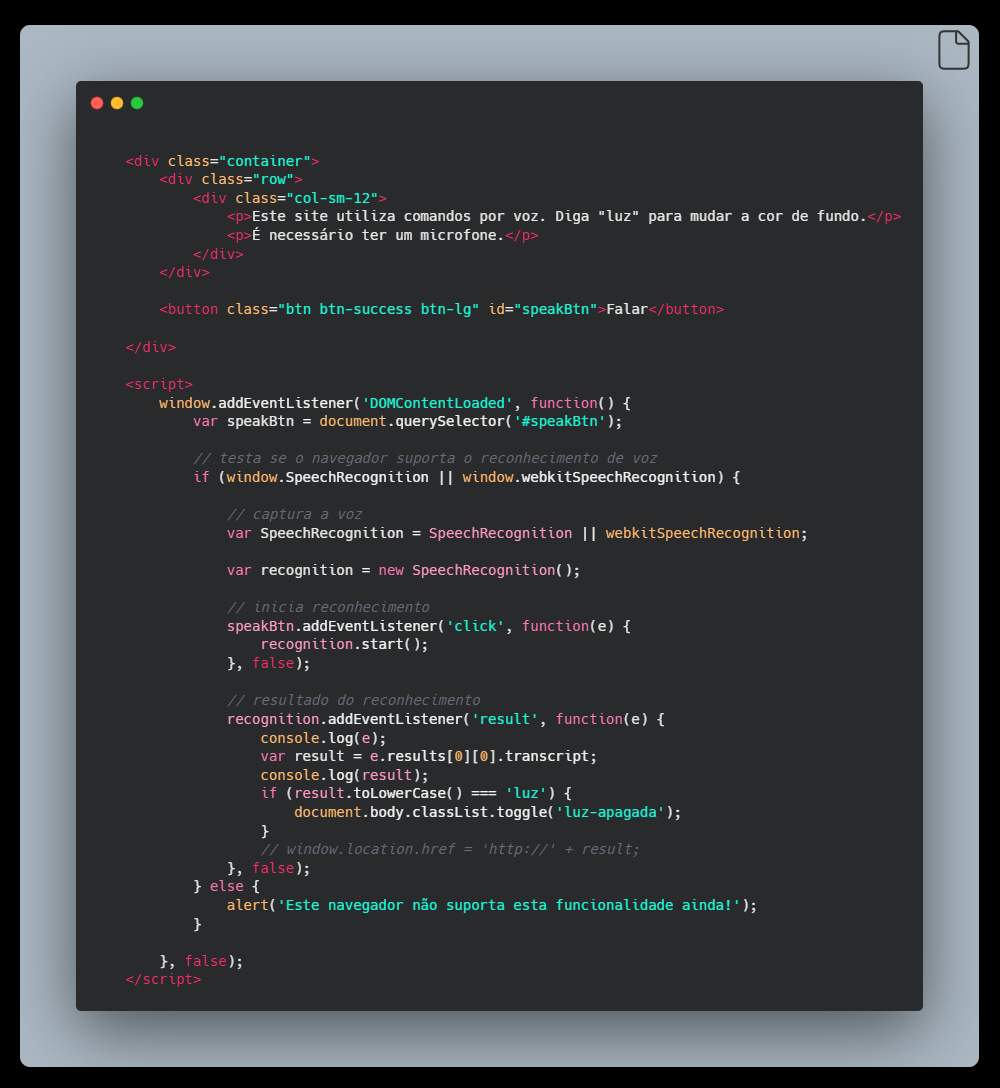 <div class="container">
    <div class="row">
        <div class="col-sm-12">
            <p>Este site utiliza comandos por voz. Diga "luz" para mudar a cor de fundo.</p>
            <p>É necessário ter um microfone.</p>
        </div>
    </div>

    <button class="btn btn-success btn-lg" id="speakBtn">Falar</button>

</div>

<script>
    window.addEventListener('DOMContentLoaded', function() {
        var speakBtn = document.querySelector('#speakBtn');

        // testa se o navegador suporta o reconhecimento de voz
        if (window.SpeechRecognition || window.webkitSpeechRecognition) {

            // captura a voz
            var SpeechRecognition = SpeechRecognition || webkitSpeechRecognition;

            var recognition = new SpeechRecognition();

            // inicia reconhecimento
            speakBtn.addEventListener('click', function(e) {
                recognition.start();
            }, false);

            // resultado do reconhecimento
            recognition.addEventListener('result', function(e) {
                console.log(e);
                var result = e.results[0][0].transcript;
                console.log(result);
                if (result.toLowerCase() === 'luz') {
                    document.body.classList.toggle('luz-apagada');
                }
                // window.location.href = 'http://' + result;
            }, false);
        } else {
            alert('Este navegador não suporta esta funcionalidade ainda!');
        }

    }, false);
</script>